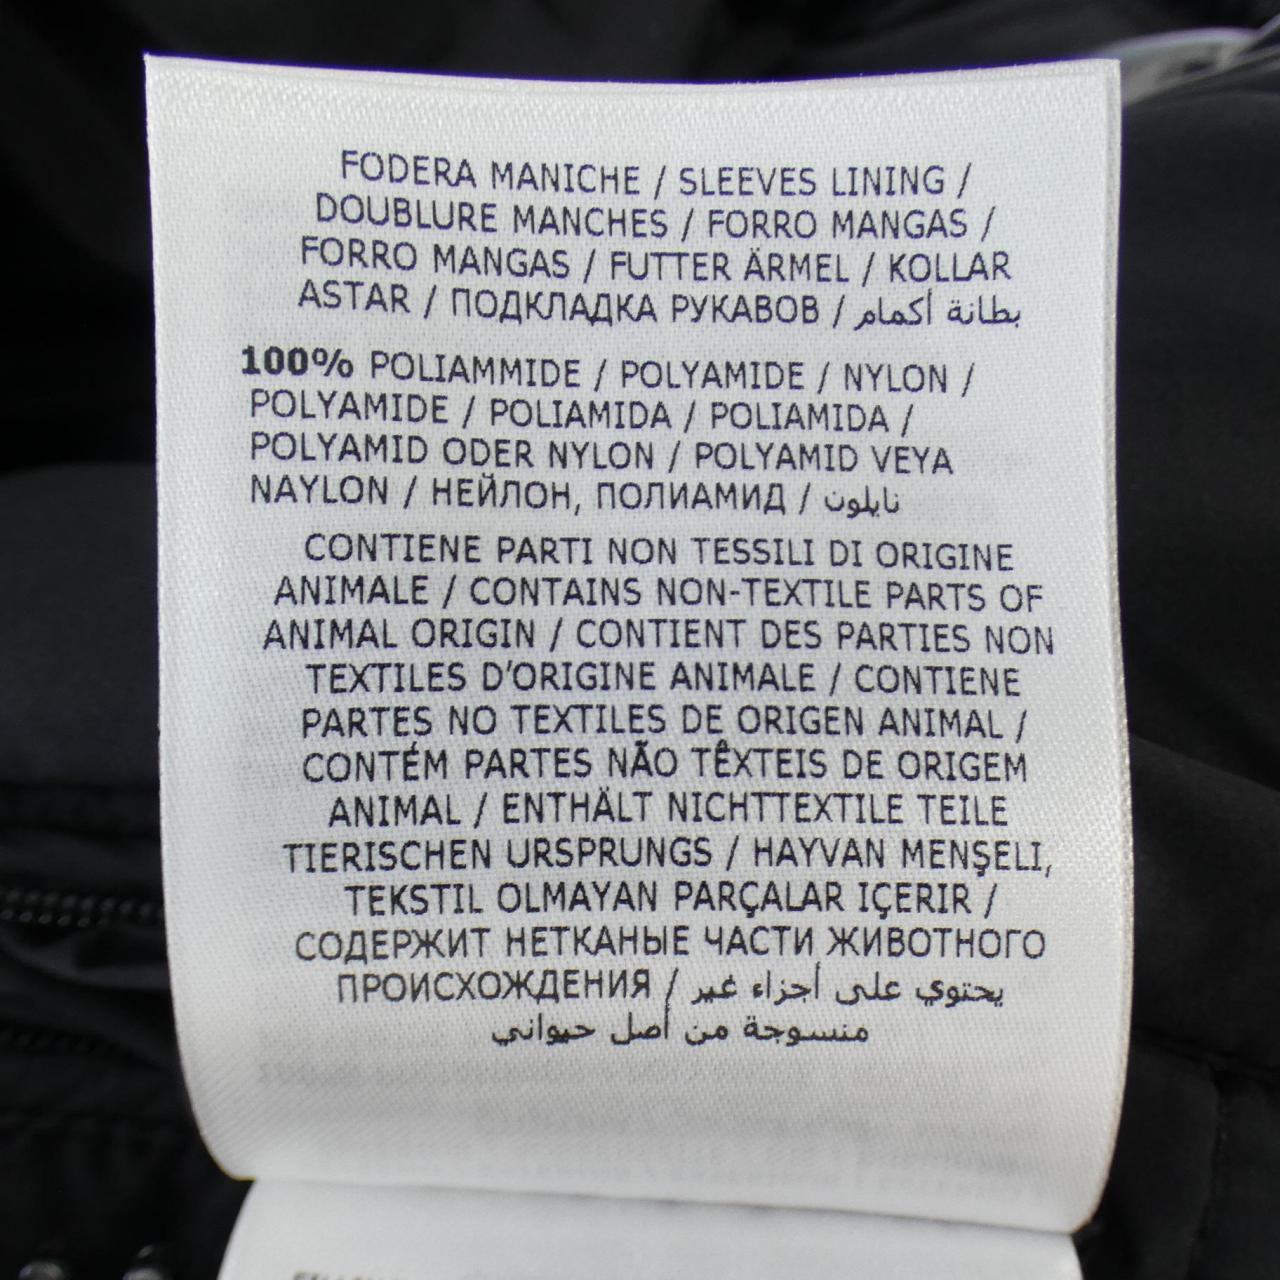 FODERA MANICHE / SLEEVES LINING /
DOUBLURE MANCHES / FORRO MANGAS /
FORRO MANGAS / FUTTER ÄRMEL / KOLLAR
ASTAR / ПОДКЛАДКА РУКАВОВ / بطانة أكمام
100% POLIAMMIDE / POLYAMIDE / NYLON /
POLYAMIDE / POLIAMIDA / POLIAMIDA /
POLYAMID ODER NYLON / POLYAMID VEYA
NAYLON / НЕЙЛОН, ПОЛИАМИД / نايلون
CONTIENE PARTI NON TESSILI DI ORIGINE
ANIMALE / CONTAINS NON-TEXTILE PARTS OF
ANIMAL ORIGIN / CONTIENT DES PARTIES NON
TEXTILES D'ORIGINE ANIMALE / CONTIENE
PARTES NO TEXTILES DE ORIGEN ANIMAL /
CONTÉM PARTES NÃO TÊXTEIS DE ORIGEM
ANIMAL / ENTHÄLT NICHTTEXTILE TEILE
TIERISCHEN URSPRUNGS / HAYVAN MENŞELI,
TEKSTIL OLMAYAN PARÇALAR IÇERIR /
СОДЕРЖИТ НЕТКАНЫЕ ЧАСТИ ЖИВОТНОГО
ПРОИСХОЖДЕНИЯ / يحتوي على أجزاء غير
منسوجة من أصل حيواني